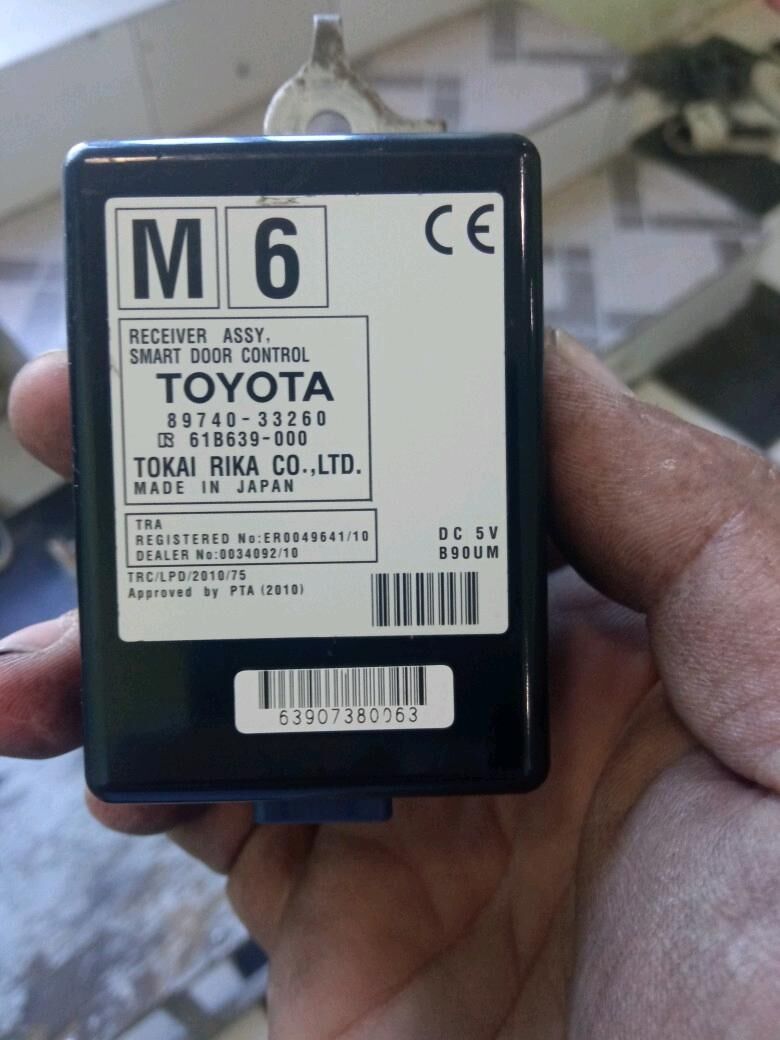 M 6
CE
RECEIVER ASSY,
SMART DOOR CONTROL
TOYOTA
89740-33260
61B639-000
TOKAI RIKA CO.,LTD.
MADE IN JAPAN
TRA
REGISTERED No:ER0049641/10
DEALER No:0034092/10
DC 5V
B90UM
TRC/LPD/2010/75
Approved by PTA (2010)
63907380063